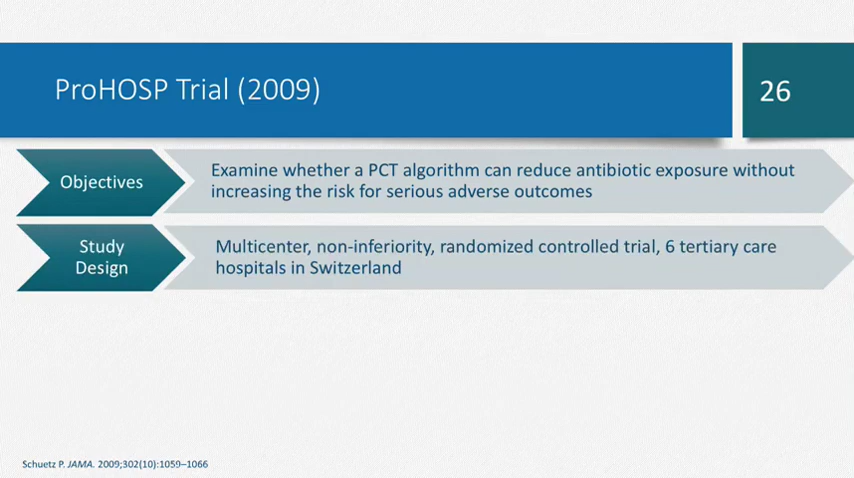 ProHOSP Trial (2009)
26
Objectives
Examine whether a PCT algorithm can reduce antibiotic exposure without
increasing the risk for serious adverse outcomes
Study
Design
Multicenter, non-inferiority, randomized controlled trial, 6 tertiary care
hospitals in Switzerland
Schuetz P. JAMA. 2009;302(10):1059–1066